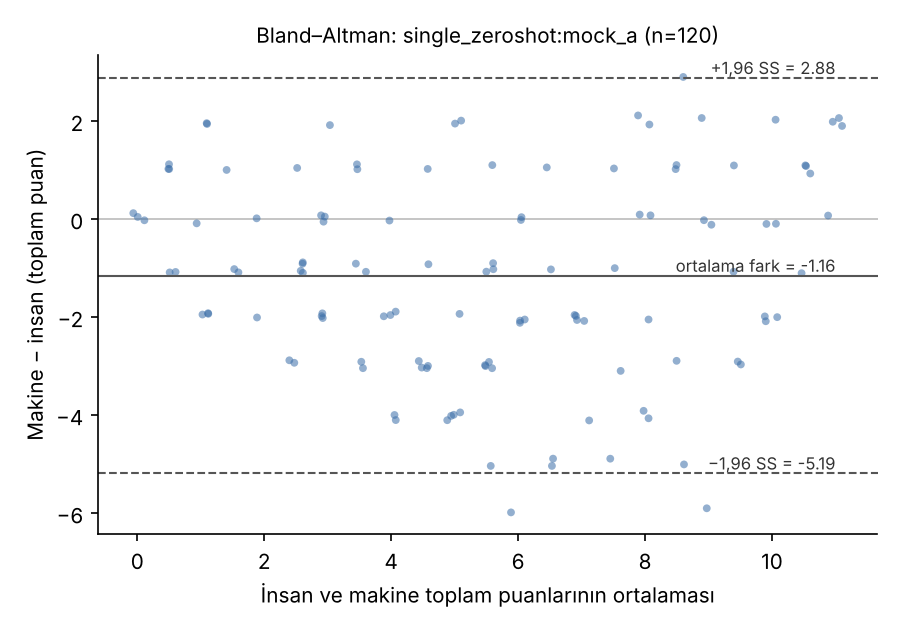 Bland–Altman: single_zeroshot:mock_a (n=120)
Makine − insan (toplam puan)
2
0
−2
−4
−6
+1,96 SS = 2.88
ortalama fark = -1.16
−1,96 SS = -5.19
0 2 4 6 8 10
İnsan ve makine toplam puanlarının ortalaması